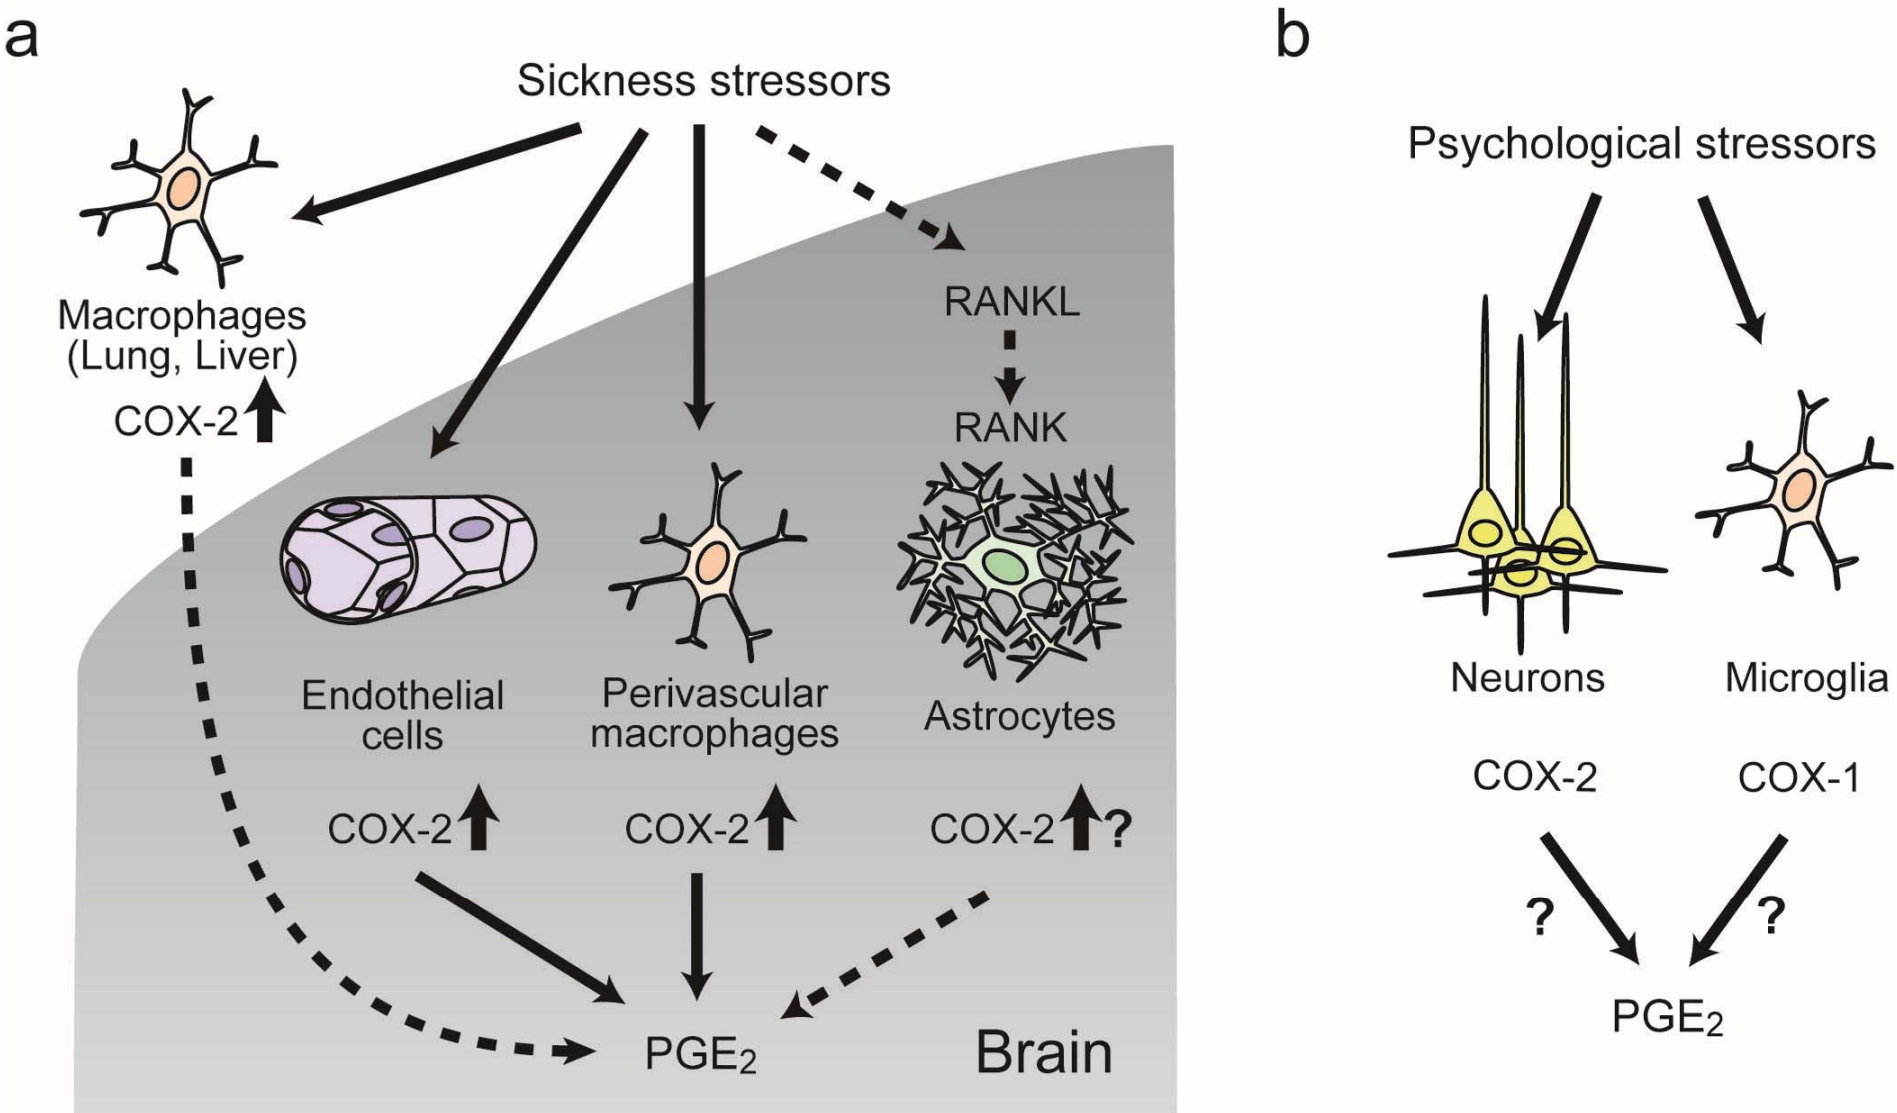 a
Sickness stressors
Macrophages
(Lung, Liver)
COX-2
RANKL
RANK
Endothelial
cells
Perivascular
macrophages
Astrocytes
COX-2
COX-2
COX-2 ?
PGE₂
Brain
b
Psychological stressors
Neurons
Microglia
COX-2
COX-1
?
?
PGE₂